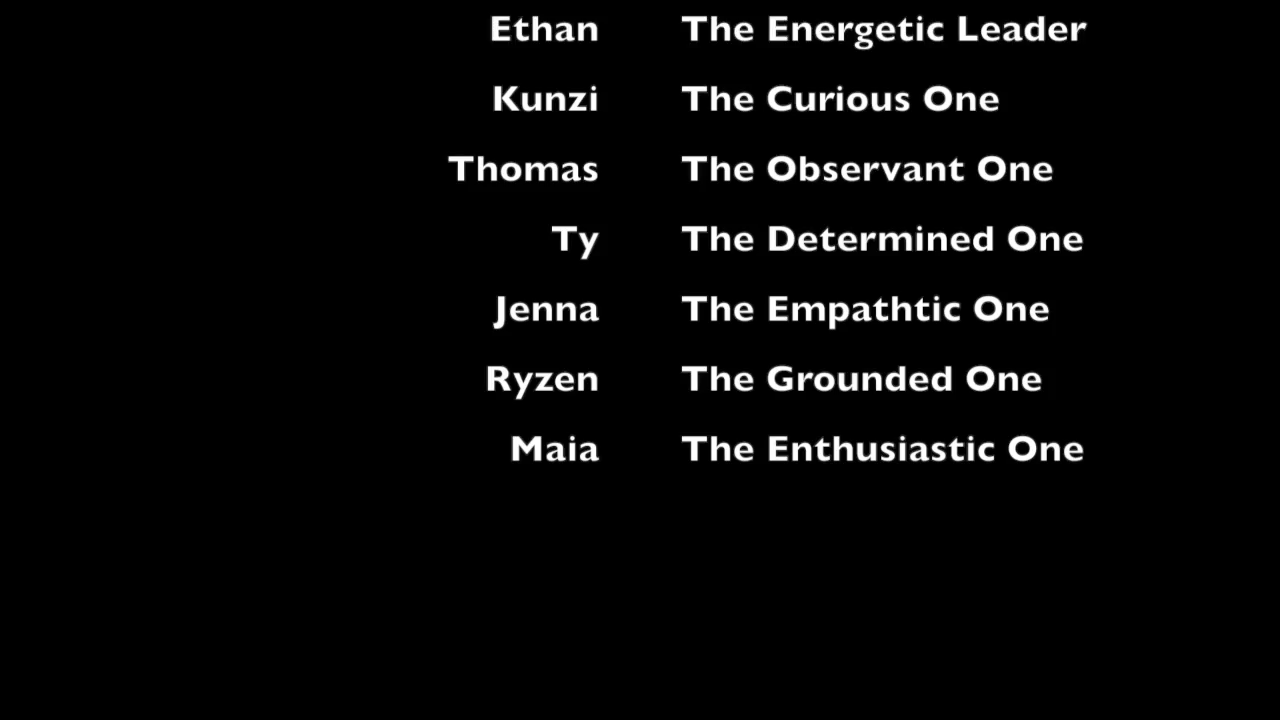 Ethan The Energetic Leader
Kunzi The Curious One
Thomas The Observant One
Ty The Determined One
Jenna The Empathtic One
Ryzen The Grounded One
Maia The Enthusiastic One